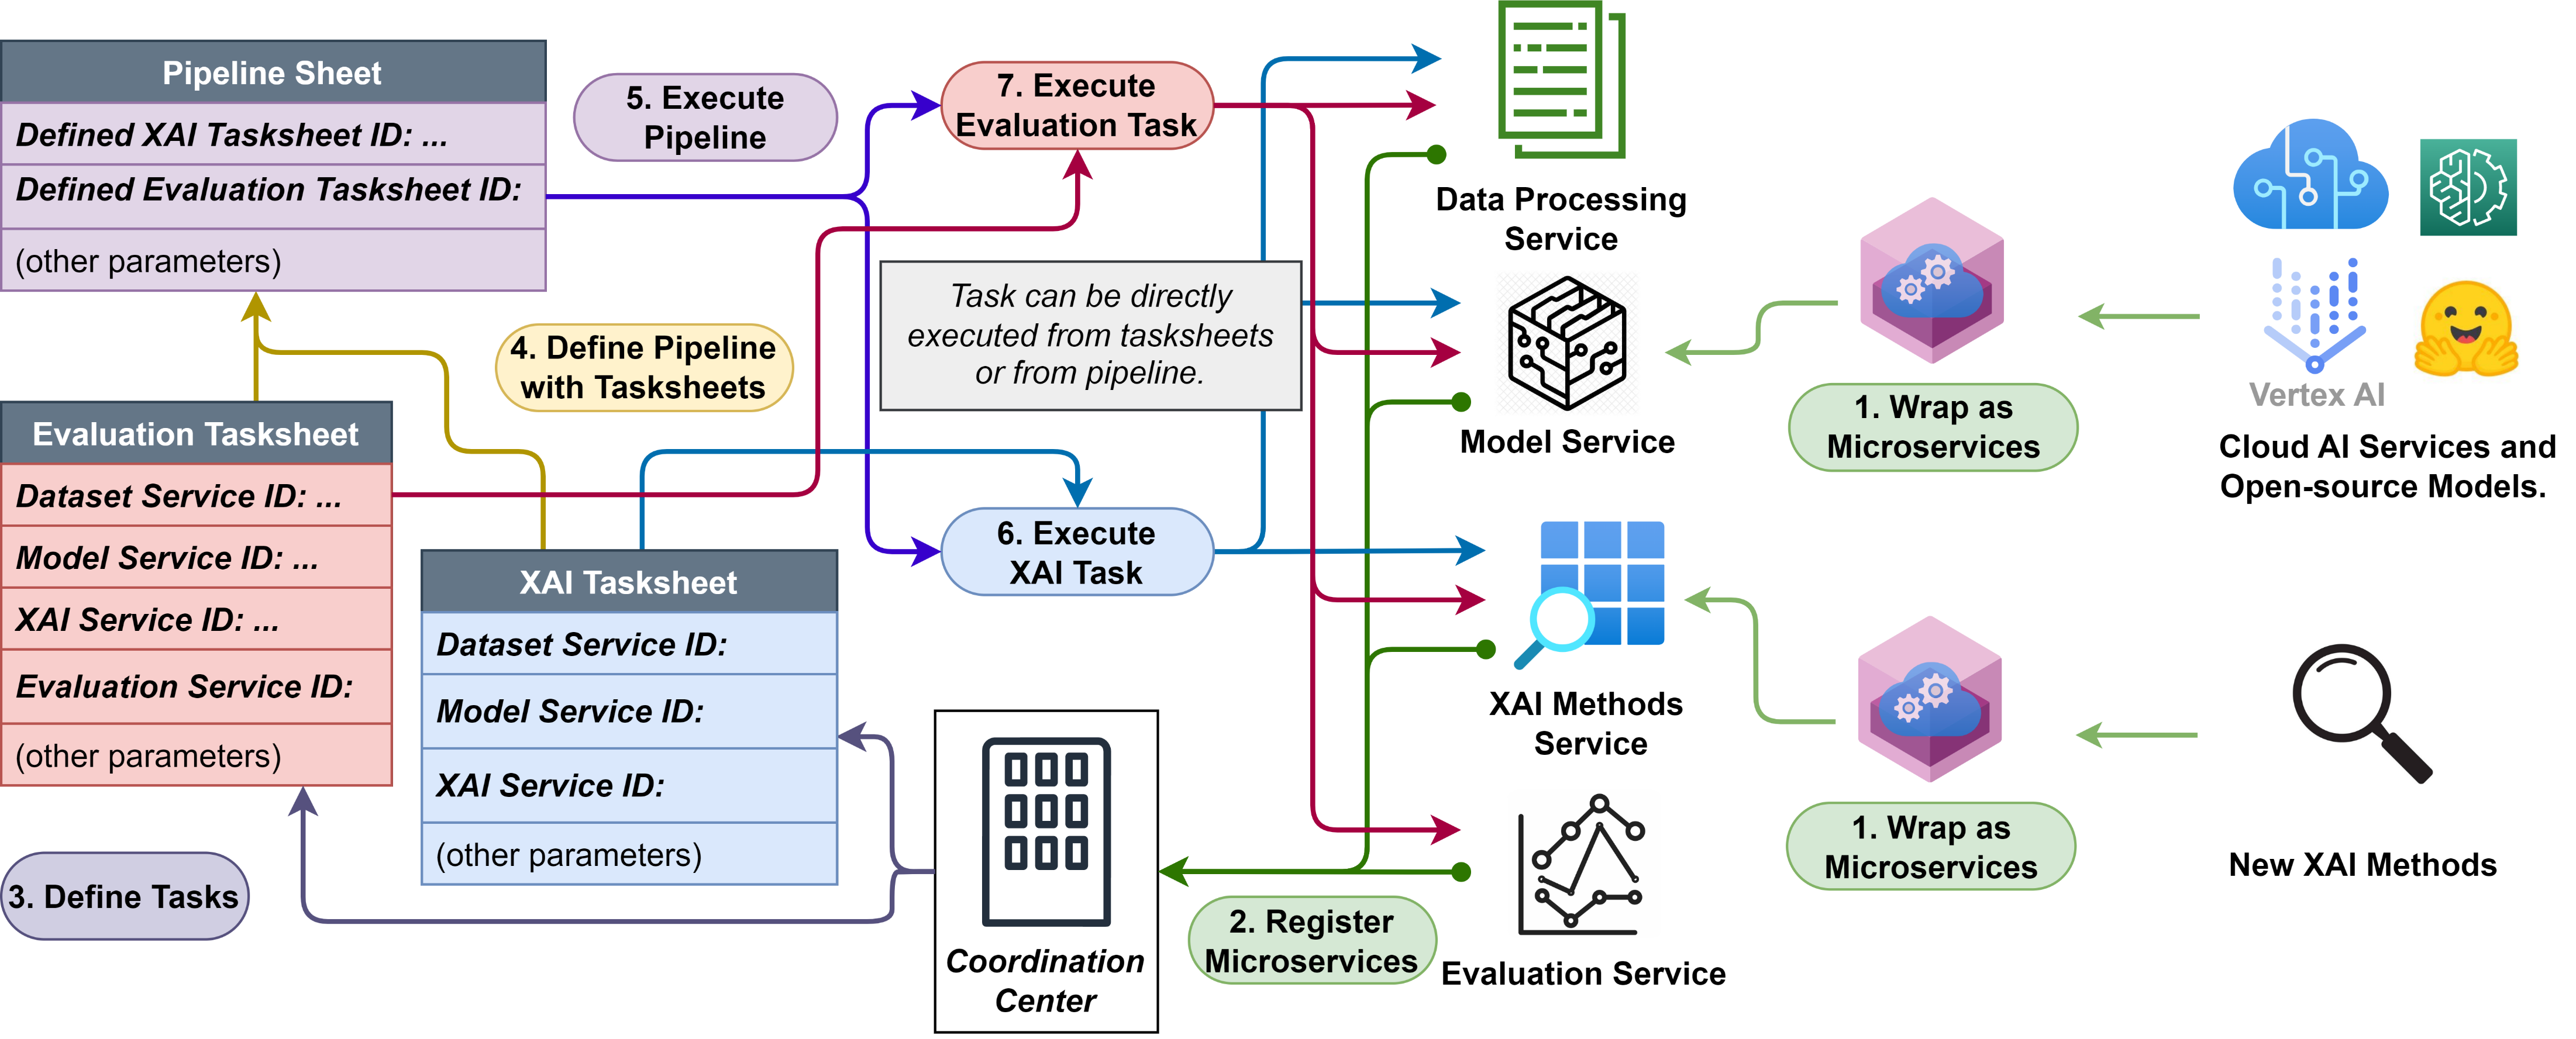 Pipeline Sheet
Defined XAI Tasksheet ID: ...
Defined Evaluation Tasksheet ID:
(other parameters)
5. Execute
Pipeline
7. Execute
Evaluation Task
Task can be directly
executed from tasksheets
or from pipeline.
4. Define Pipeline
with Tasksheets
Evaluation Tasksheet
Dataset Service ID: ...
Model Service ID: ...
XAI Service ID: ...
Evaluation Service ID:
(other parameters)
3. Define Tasks
XAI Tasksheet
Dataset Service ID:
Model Service ID:
XAI Service ID:
(other parameters)
6. Execute
XAI Task
Coordination
Center
2. Register
Microservices
Data Processing
Service
Model Service
XAI Methods
Service
Evaluation Service
1. Wrap as
Microservices
1. Wrap as
Microservices
Vertex AI
Cloud AI Services and
Open-source Models.
New XAI Methods